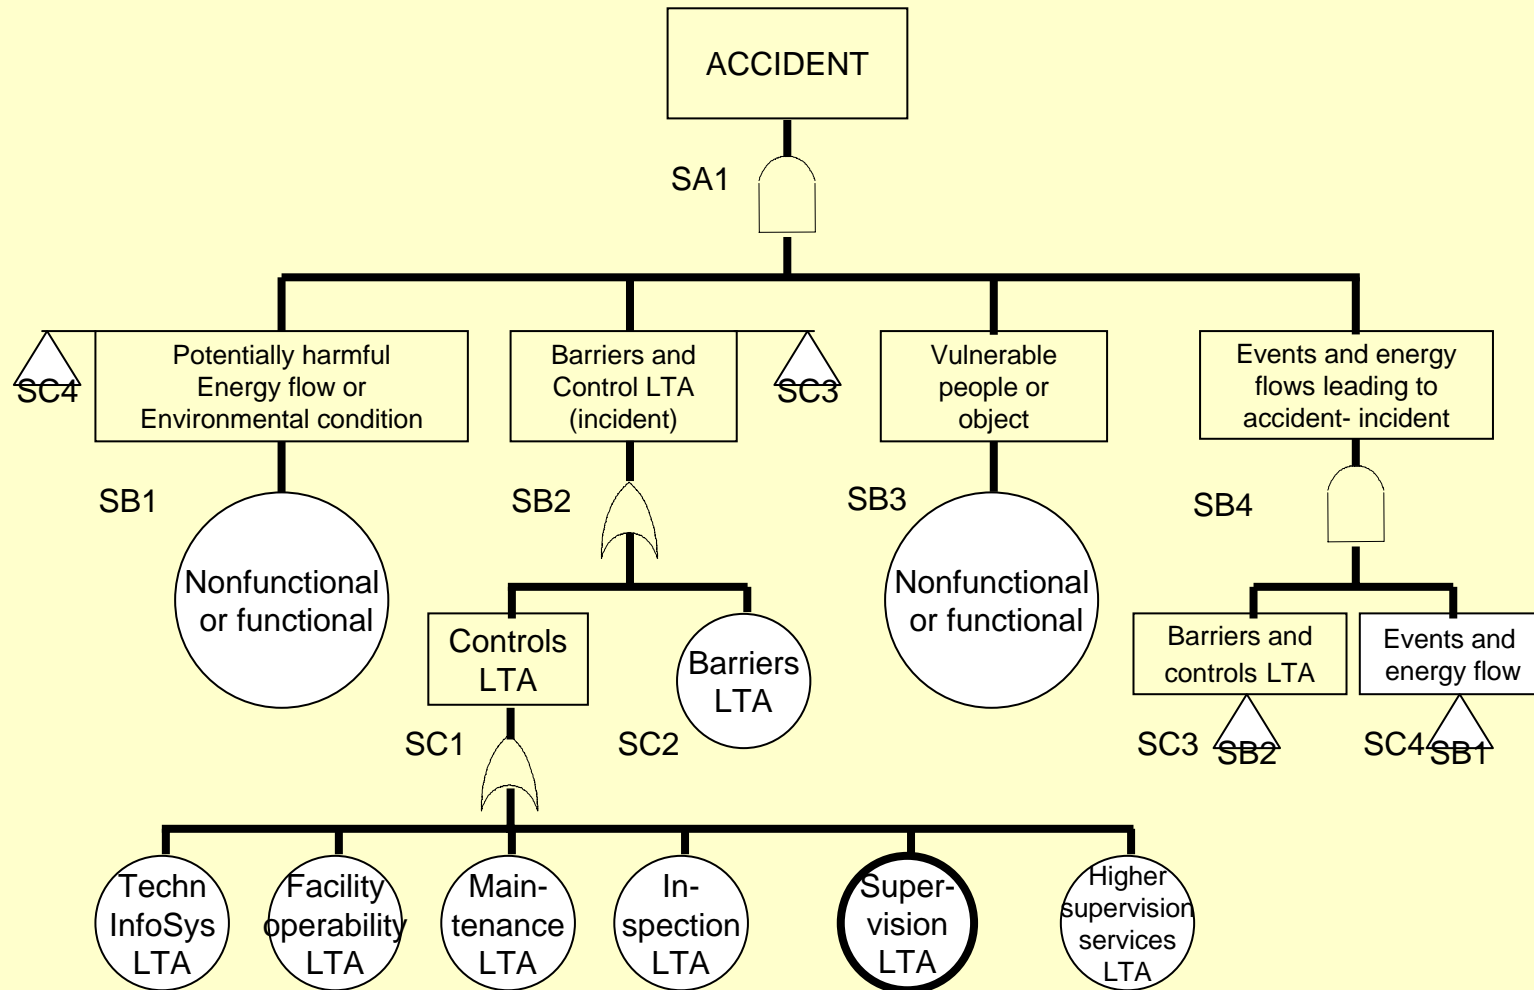 ACCIDENT
SA1
SC4
Potentially harmful
Energy flow or
Environmental condition
Barriers and
Control LTA
(incident)
SC3
Vulnerable
people or
object
Events and energy
flows leading to
accident- incident
SB1
SB2
SB3
SB4
Nonfunctional
or functional
Nonfunctional
or functional
Controls
LTA
Barriers
LTA
Barriers and
controls LTA
Events and
energy flow
SC1
SC2
SC3
SB2
SC4
SB1
Techn
InfoSys
LTA
Facility
operability
LTA
Main-
tenance
LTA
In-
spection
LTA
Super-
vision
LTA
Higher
supervision
services
LTA